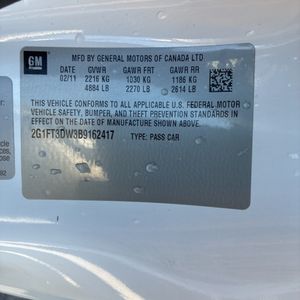 GM
MFD BY GENERAL MOTORS OF CANADA LTD
DATE GVWR GAWR FRT GAWR RR
02/11 2216 KG 1030 KG 1186 KG
4884 LB 2270 LB 2614 LB
THIS VEHICLE CONFORMS TO ALL APPLICABLE U.S. FEDERAL MOTOR
VEHICLE SAFETY, BUMPER, AND THEFT PREVENTION STANDARDS IN
EFFECT ON THE DATE OF MANUFACTURE SHOWN ABOVE.
2G1FT3DW3B9162417 TYPE: PASS CAR